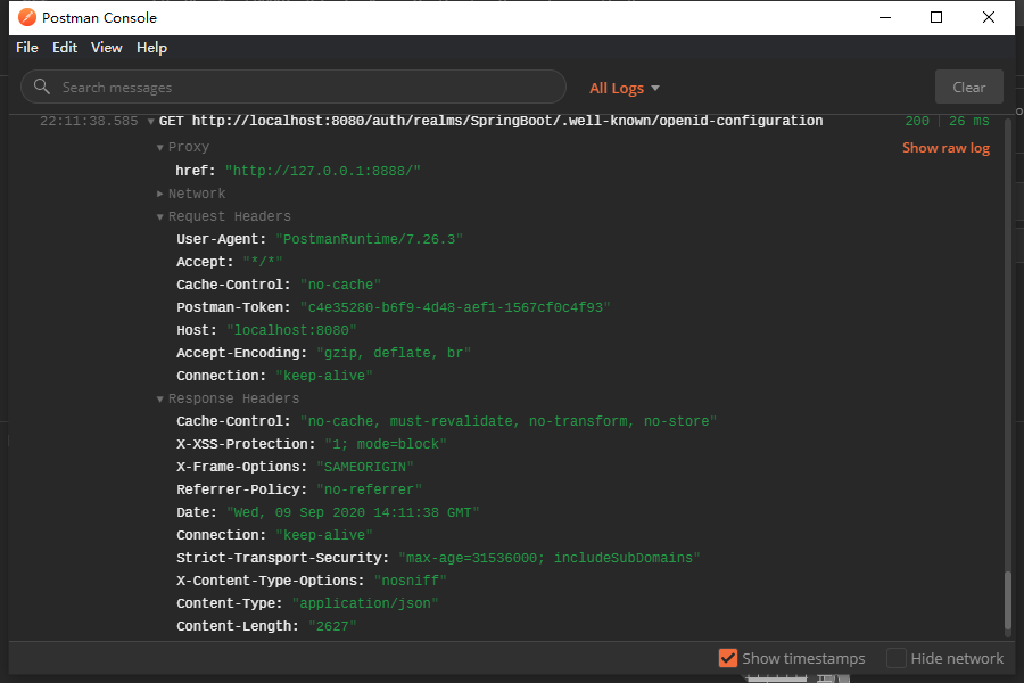 Postman Console
File Edit View Help
Search messages All Logs Clear
22:11:38.585 GET http://localhost:8080/auth/realms/SpringBoot/.well-known/openid-configuration 200 | 26 ms
Proxy Show raw log
href: "http://127.0.0.1:8888/"
Network
Request Headers
User-Agent: "PostmanRuntime/7.26.3"
Accept: "*/*"
Cache-Control: "no-cache"
Postman-Token: "c4e35280-b6f9-4d48-aef1-1567cf0c4f93"
Host: "localhost:8080"
Accept-Encoding: "gzip, deflate, br"
Connection: "keep-alive"
Response Headers
Cache-Control: "no-cache, must-revalidate, no-transform, no-store"
X-XSS-Protection: "1; mode=block"
X-Frame-Options: "SAMEORIGIN"
Referrer-Policy: "no-referrer"
Date: "Wed, 09 Sep 2020 14:11:38 GMT"
Connection: "keep-alive"
Strict-Transport-Security: "max-age=31536000; includeSubDomains"
X-Content-Type-Options: "nosniff"
Content-Type: "application/json"
Content-Length: "2627"
Show timestamps Hide network